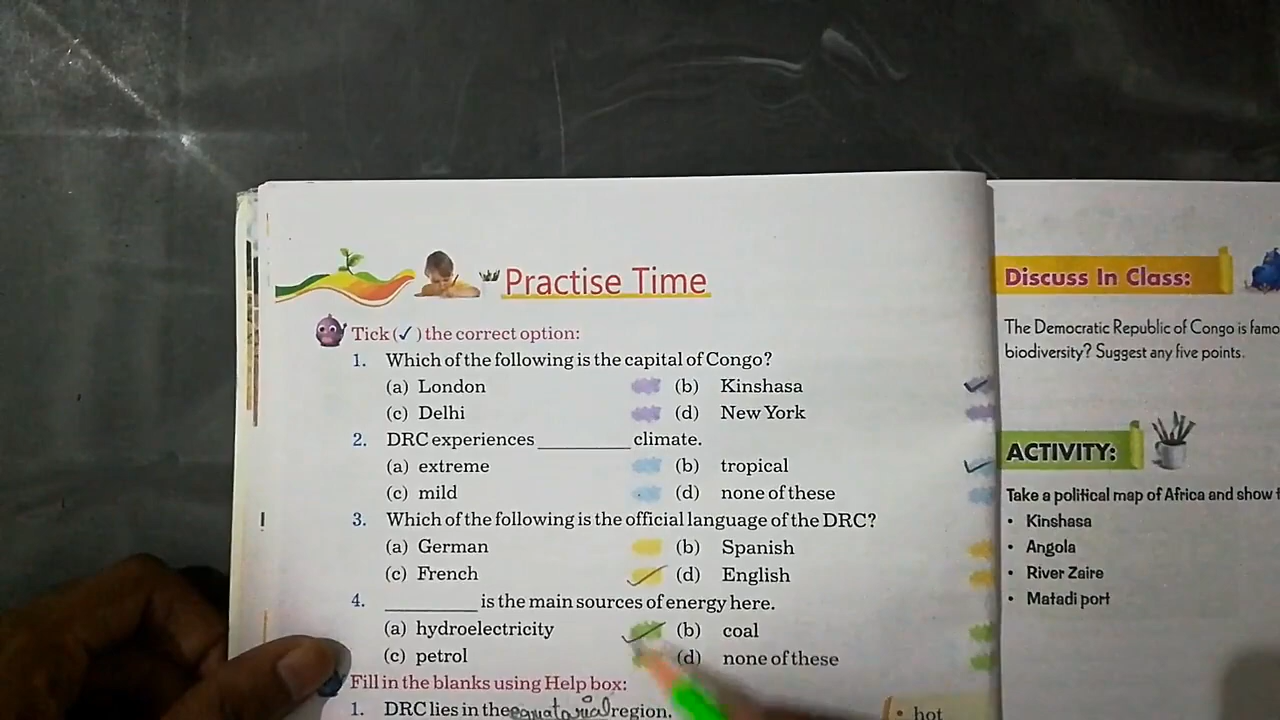 Practise Time
Tick (✓) the correct option:
1. Which of the following is the capital of Congo?
(a) London (b) Kinshasa
(c) Delhi (d) New York
2. DRC experiences ________ climate.
(a) extreme (b) tropical
(c) mild (d) none of these
3. Which of the following is the official language of the DRC?
(a) German (b) Spanish
(c) French (d) English
4. ________ is the main sources of energy here.
(a) hydroelectricity (b) coal
(c) petrol (d) none of these
Fill in the blanks using Help box:
1. DRC lies in the equatorial region.
• hot
Discuss In Class:
The Democratic Republic of Congo is famo
biodiversity? Suggest any five points.
ACTIVITY:
Take a political map of Africa and show t
• Kinshasa
• Angola
• River Zaire
• Matadi port